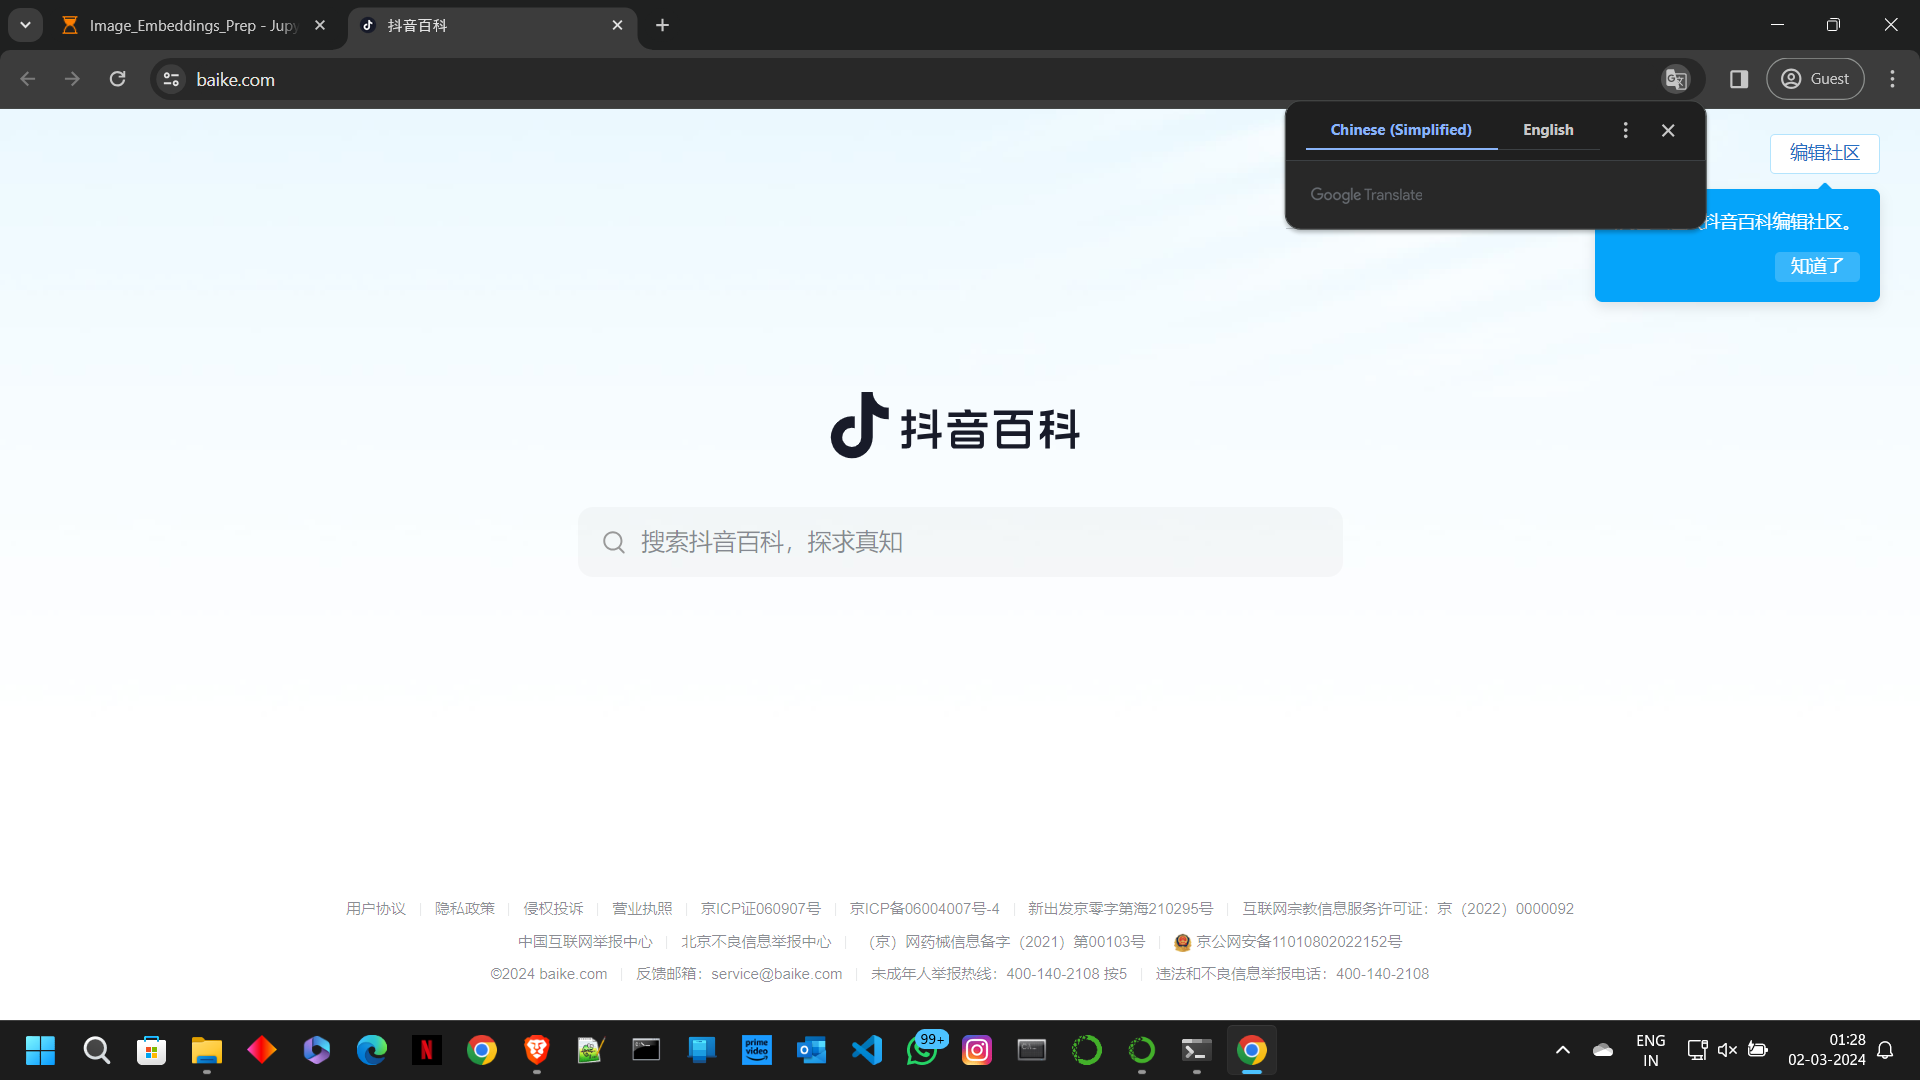 Image_Embeddings_Prep - Jupy
抖音百科
baike.com
Guest
Chinese (Simplified) English
Google Translate
编辑社区
抖音百科编辑社区。
知道了
抖音百科
搜索抖音百科，探求真知
用户协议 隐私政策 侵权投诉 营业执照 京ICP证060907号 京ICP备06004007号-4 新出发京零字第海210295号 互联网宗教信息服务许可证：京（2022）0000092
中国互联网举报中心 北京不良信息举报中心 （京）网药械信息备字（2021）第00103号 京公网安备11010802022152号
©2024 baike.com 反馈邮箱：service@baike.com 未成年人举报热线：400-140-2108 按5 违法和不良信息举报电话：400-140-2108
N
prime video
99+
ENG
IN
01:28
02-03-2024